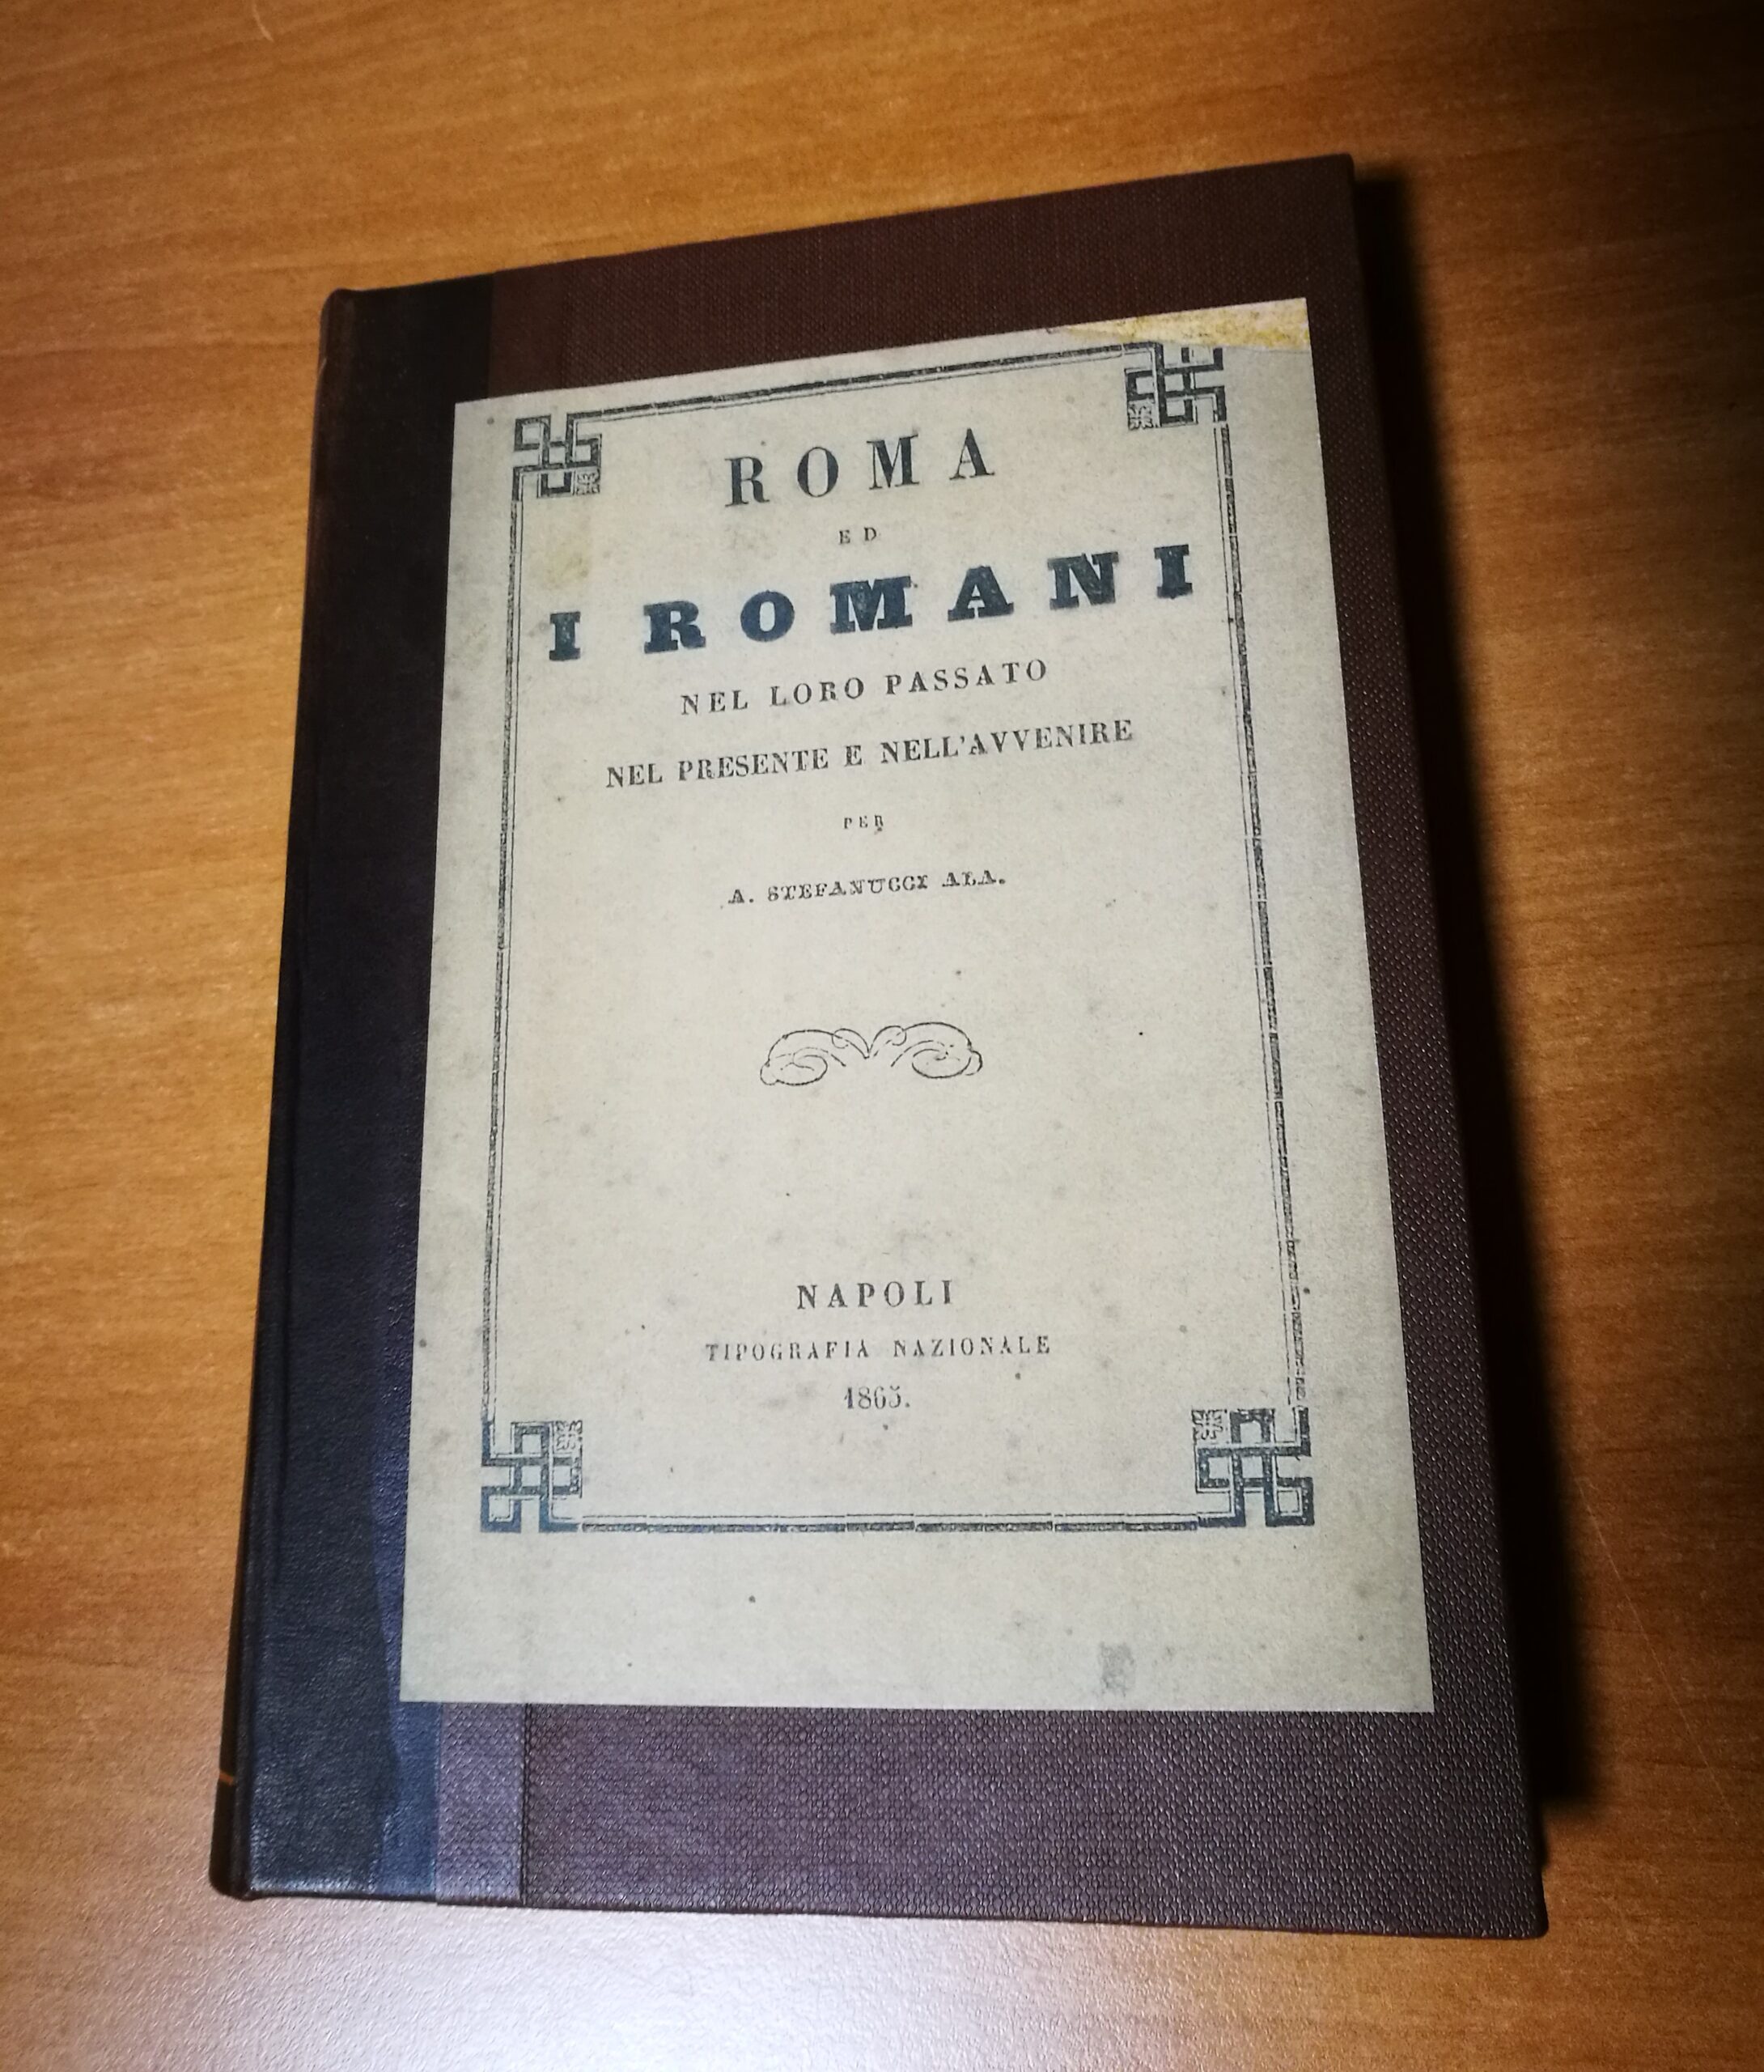 ROMA
ED
I ROMANI
NEL LORO PASSATO
NEL PRESENTE E NELL'AVVENIRE
PER
A. STEFANUCCI ALA.
NAPOLI
TIPOGRAFIA NAZIONALE
1865.